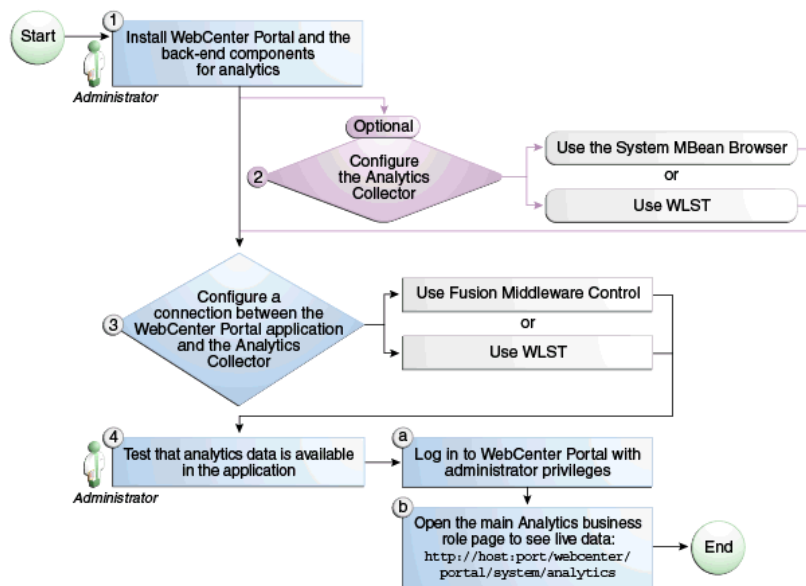 Start
1
Install WebCenter Portal and the
back-end components
for analytics
Administrator
Optional
2
Configure
the Analytics
Collector
Use the System MBean Browser
or
Use WLST
3
Configure a
connection between the
WebCenter Portal application
and the Analytics
Collector
Use Fusion Middleware Control
or
Use WLST
4
Test that analytics data is available
in the application
Administrator
a
Log in to WebCenter Portal with
administrator privileges
b
Open the main Analytics business
role page to see live data:
http://host:port/webcenter/
portal/system/analytics
End